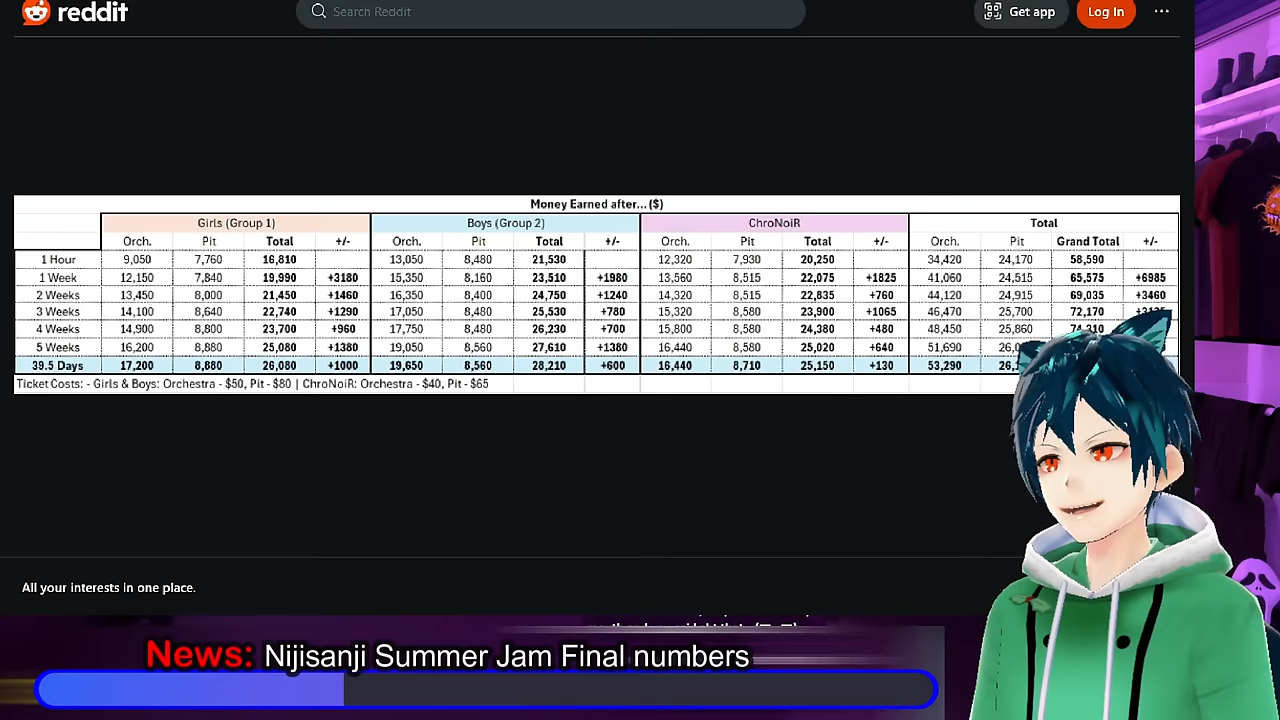 reddit Search Reddit Get app Log In
Money Earned after... ($)
Girls (Group 1) Boys (Group 2) ChroNoiR Total
Orch. Pit Total +/- Orch. Pit Total +/- Orch. Pit Total +/- Orch. Pit Grand Total +/-
1 Hour 9,050 7,760 16,810 13,050 8,480 21,530 12,320 7,930 20,250 34,420 24,170 58,590
1 Week 12,150 7,840 19,990 +3180 15,350 8,160 23,510 +1980 13,560 8,515 22,075 +1825 41,060 24,515 65,575 +6985
2 Weeks 13,450 8,000 21,450 +1460 16,350 8,400 24,750 +1240 14,320 8,515 22,835 +760 44,120 24,915 69,035 +3460
3 Weeks 14,100 8,640 22,740 +1290 17,050 8,480 25,530 +780 15,320 8,580 23,900 +1065 46,470 25,700 72,170
4 Weeks 14,900 8,800 23,700 +960 17,750 8,480 26,230 +700 15,800 8,580 24,380 +480 48,450 25,860
5 Weeks 16,200 8,880 25,080 +1380 19,050 8,560 27,610 +1380 16,440 8,580 25,020 +640 51,690
39.5 Days 17,200 8,880 26,080 +1000 19,650 8,560 28,210 +600 16,440 8,710 25,150 +130 53,290
Ticket Costs: - Girls & Boys: Orchestra - $50, Pit - $80 | ChroNoiR: Orchestra - $40, Pit - $65
All your interests in one place.
News: Nijisanji Summer Jam Final numbers